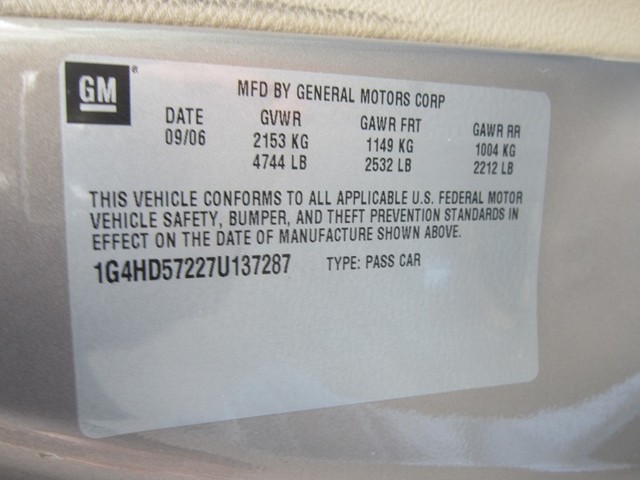 GM®
MFD BY GENERAL MOTORS CORP
DATE GVWR GAWR FRT GAWR RR
09/06 2153 KG 1149 KG 1004 KG
4744 LB 2532 LB 2212 LB
THIS VEHICLE CONFORMS TO ALL APPLICABLE U.S. FEDERAL MOTOR
VEHICLE SAFETY, BUMPER, AND THEFT PREVENTION STANDARDS IN
EFFECT ON THE DATE OF MANUFACTURE SHOWN ABOVE.
1G4HD57227U137287 TYPE: PASS CAR